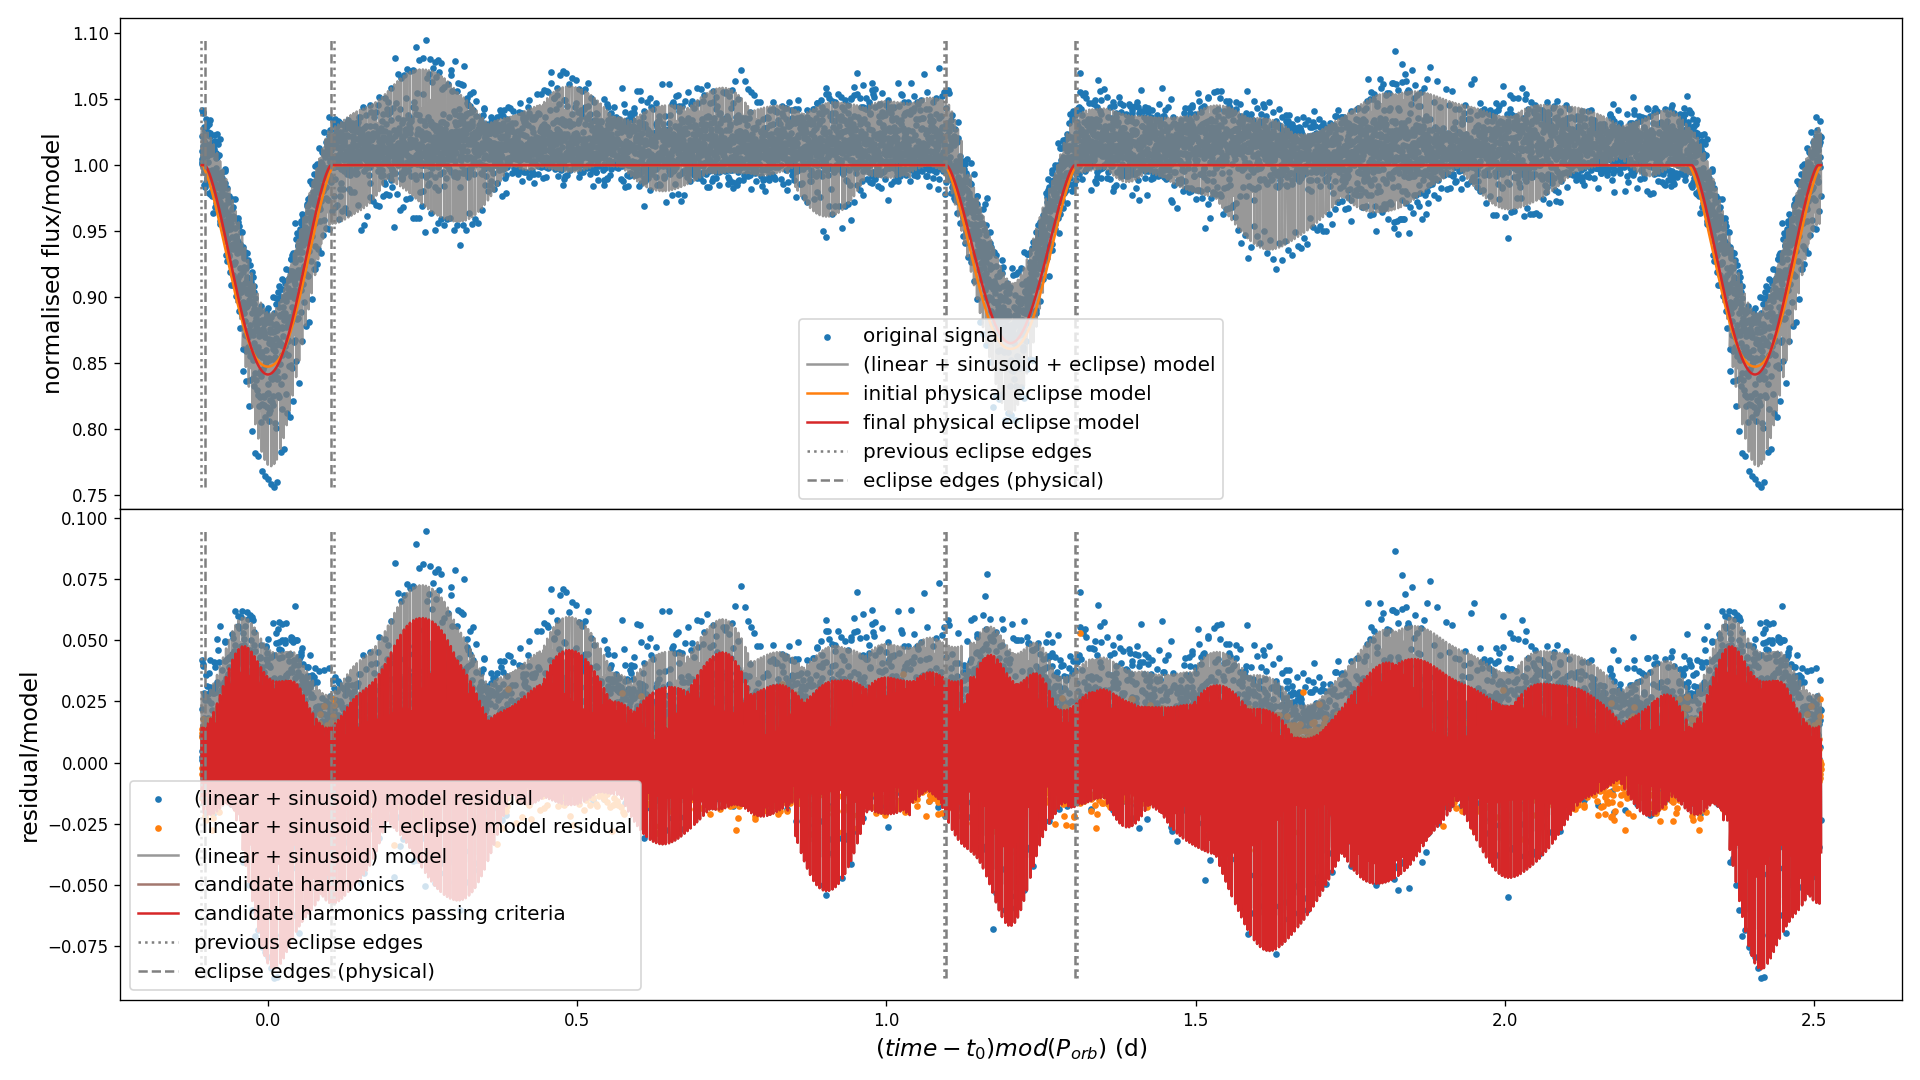 1.10
1.05
1.00
0.95
0.90
0.85
0.80
0.75
normalised flux/model
original signal
(linear + sinusoid + eclipse) model
initial physical eclipse model
final physical eclipse model
previous eclipse edges
eclipse edges (physical)
0.100
0.075
0.050
0.025
0.000
−0.025
−0.050
−0.075
residual/model
(linear + sinusoid) model residual
(linear + sinusoid + eclipse) model residual
(linear + sinusoid) model
candidate harmonics
candidate harmonics passing criteria
previous eclipse edges
eclipse edges (physical)
0.0 0.5 1.0 1.5 2.0 2.5
(time − t₀)mod(P_orb) (d)